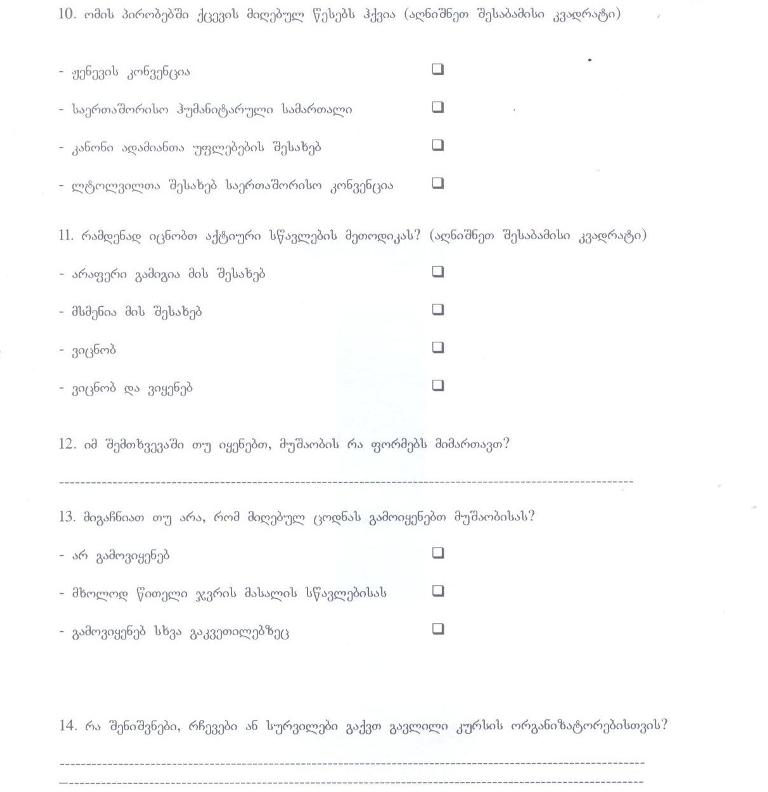 10. ომის პირობებში ქცევის მიღებულ წესებს ჰქვია (აღნიშნეთ შესაბამისი კვადრატი)
- ჟენევის კონვენცია ❑
- საერთაშორისო ჰუმანიტარული სამართალი ❑
- კანონი ადამიანთა უფლებების შესახებ ❑
- ლტოლვილთა შესახებ საერთაშორისო კონვენცია ❑
11. რამდენად იცნობთ აქტიური სწავლების მეთოდიკას? (აღნიშნეთ შესაბამისი კვადრატი)
- არაფერი გამიგია მის შესახებ ❑
- მსმენია მის შესახებ ❑
- ვიცნობ ❑
- ვიცნობ და ვიყენებ ❑
12. იმ შემთხვევაში თუ იყენებთ, მუშაობის რა ფორმებს მიმართავთ?
13. მიგაჩნიათ თუ არა, რომ მიღებულ ცოდნას გამოიყენებთ მუშაობისას?
- არ გამოვიყენებ ❑
- მხოლოდ წითელი ჯვრის მასალის სწავლებისას ❑
- გამოვიყენებ სხვა გაკვეთილებზეც ❑
14. რა შენიშვნები, რჩევები ან სურვილები გაქვთ გავლილი კურსის ორგანიზატორებისთვის?